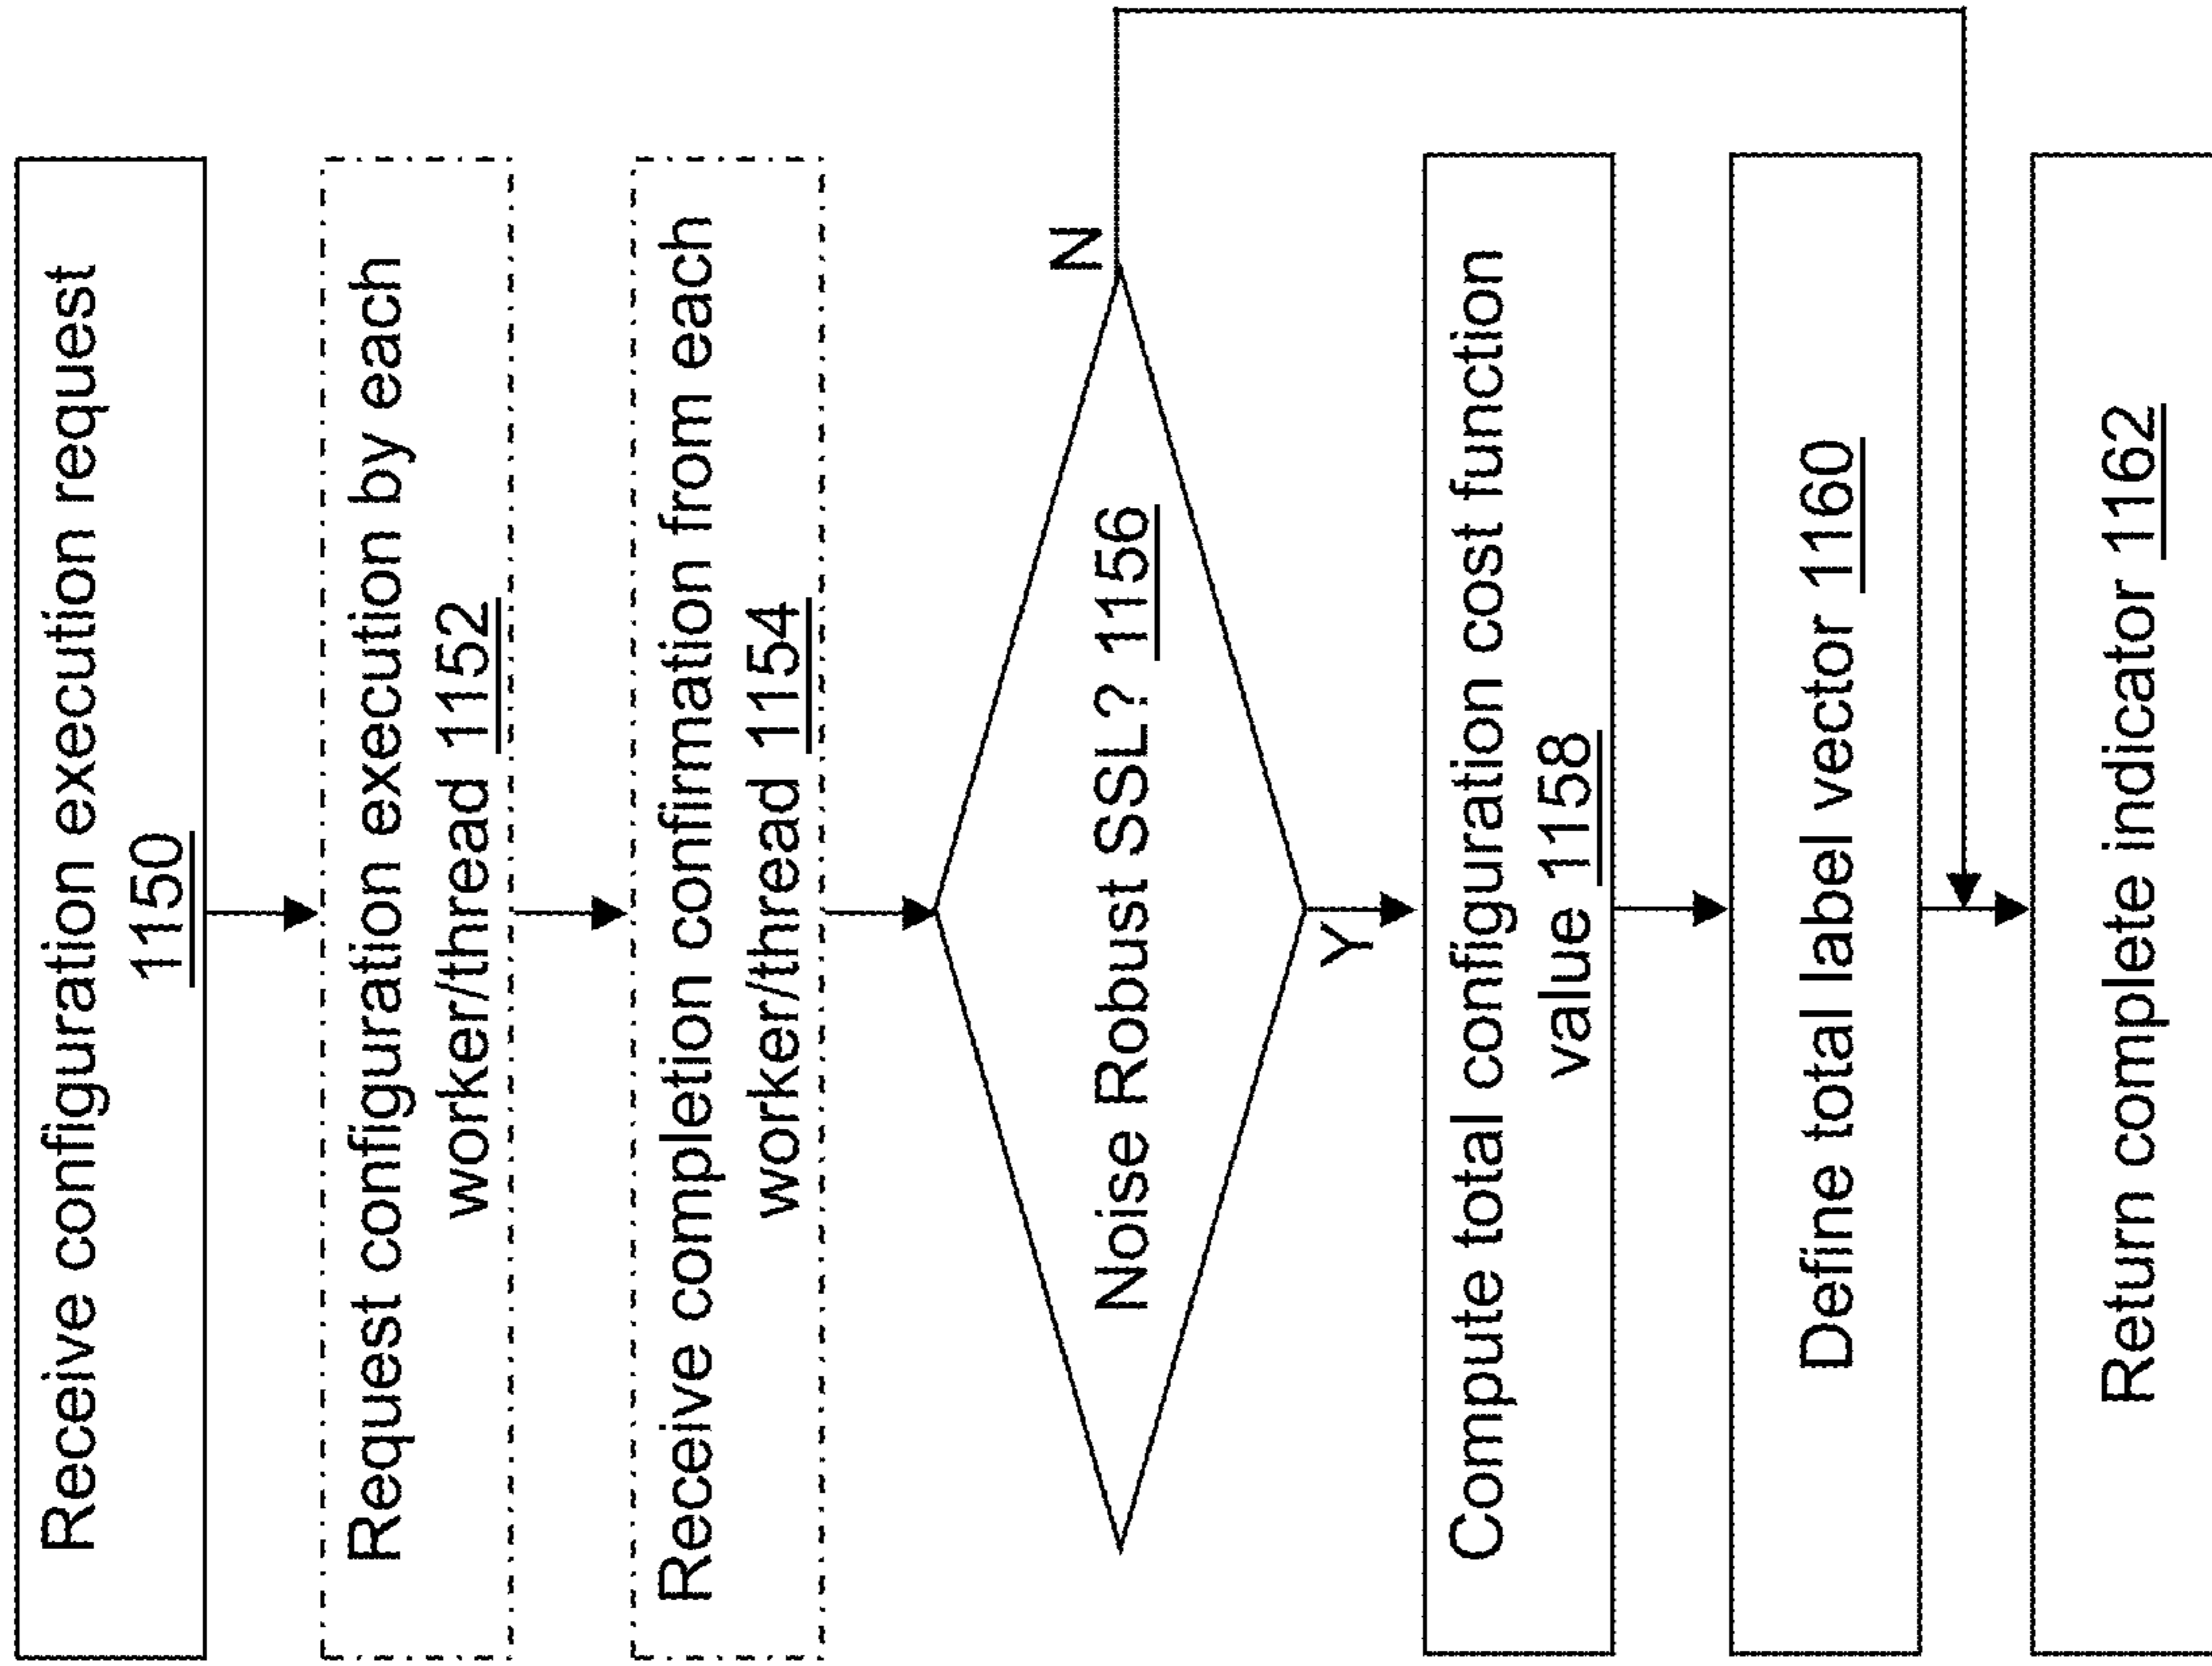 Receive configuration execution request
1150
Request configuration execution by each
worker/thread 1152
Receive completion confirmation from each
worker/thread 1154
Noise Robust SSL? 1156
N
Y
Compute total configuration cost function
value 1158
Define total label vector 1160
Return complete indicator 1162